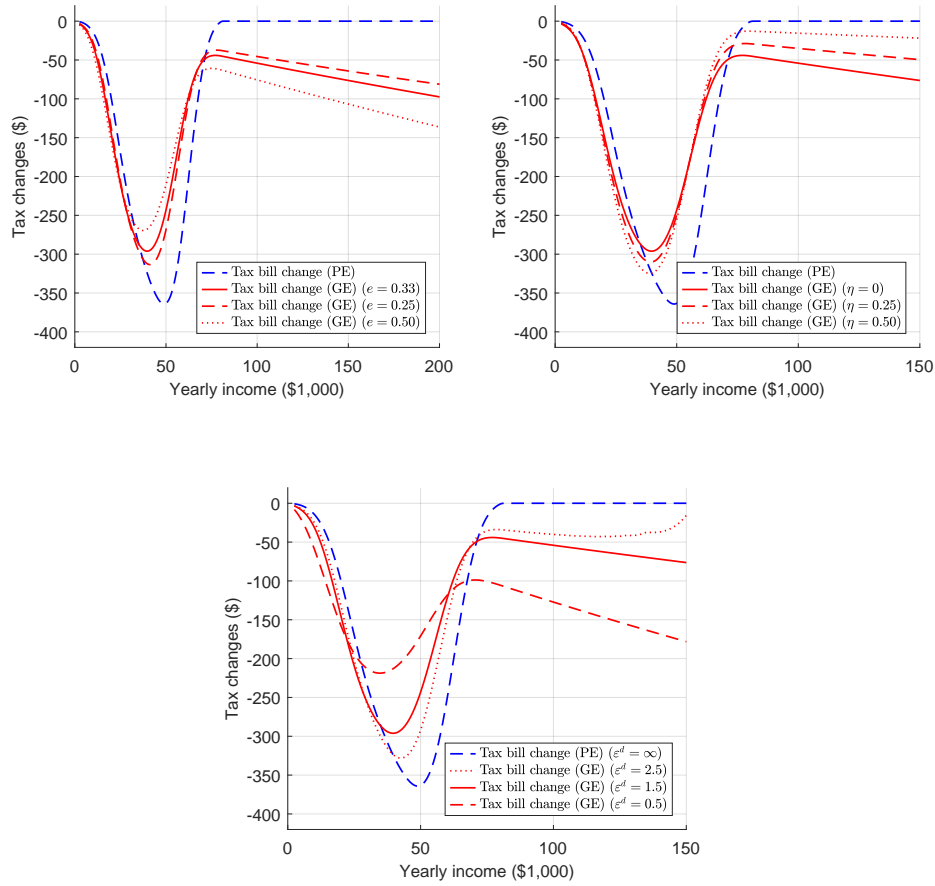 0
-50
-100
-150
-200
-250
-300
-350
-400
Tax changes ($)
Tax bill change (PE)
Tax bill change (GE) (e = 0.33)
Tax bill change (GE) (e = 0.25)
Tax bill change (GE) (e = 0.50)
0 50 100 150 200
Yearly income ($1,000)
0
-50
-100
-150
-200
-250
-300
-350
-400
Tax changes ($)
Tax bill change (PE)
Tax bill change (GE) (η = 0)
Tax bill change (GE) (η = 0.25)
Tax bill change (GE) (η = 0.50)
0 50 100 150
Yearly income ($1,000)
0
-50
-100
-150
-200
-250
-300
-350
-400
Tax changes ($)
Tax bill change (PE) (εᵈ = ∞)
Tax bill change (GE) (εᵈ = 2.5)
Tax bill change (GE) (εᵈ = 1.5)
Tax bill change (GE) (εᵈ = 0.5)
0 50 100 150
Yearly income ($1,000)